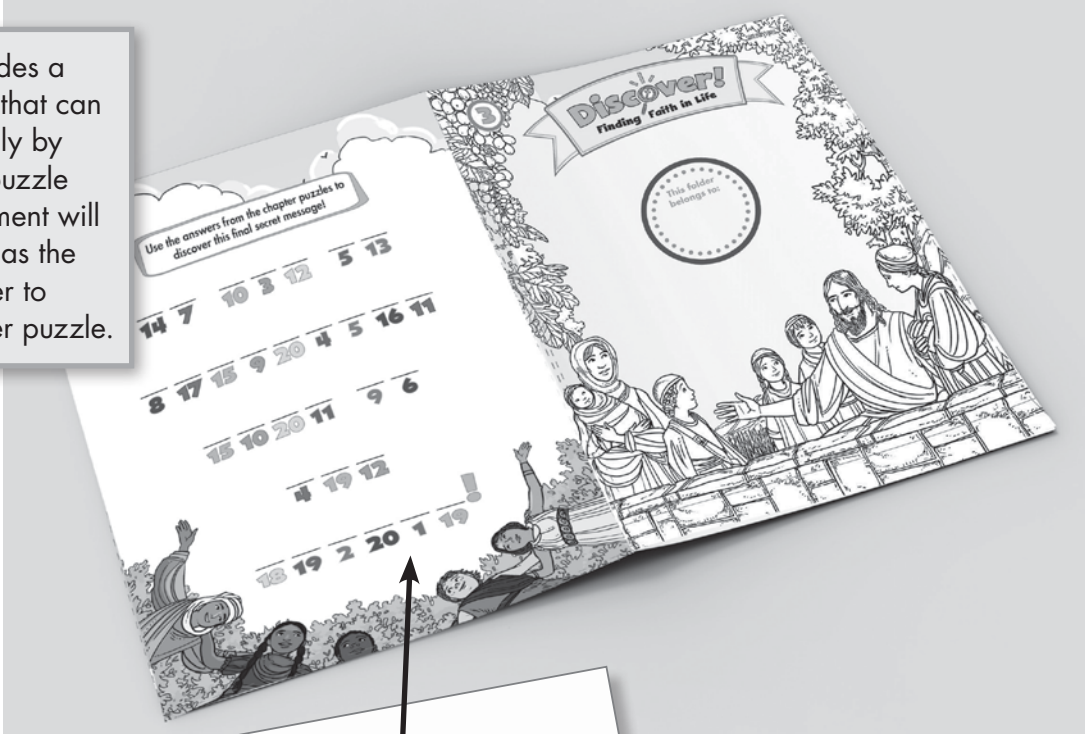 des a
that can
ly by
puzzle
ment will
as the
er to
er puzzle.
Use the answers from the chapter puzzles to
discover this final secret message!
14 7 10 3 12 5 13
8 17 15 9 20 4 5 16 11
15 10 20 11 9 6
4 19 12
18 19 2 20 1 19 !
3
Discover!
Finding Faith in Life
This folder
belongs to: